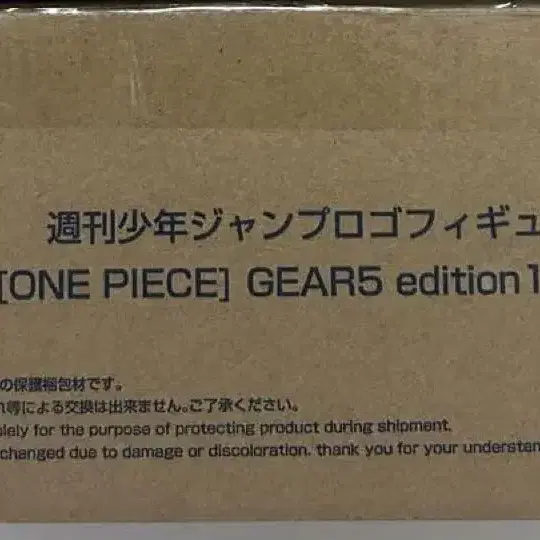 週刊少年ジャンプロゴフィギュ
[ONE PIECE] GEAR5 edition 1
の保護梱包材です。
れ等による交換は出来ません。ご了承ください。
lely for the purpose of protecting product during shipment.
changed due to damage or discoloration. thank you for your understan